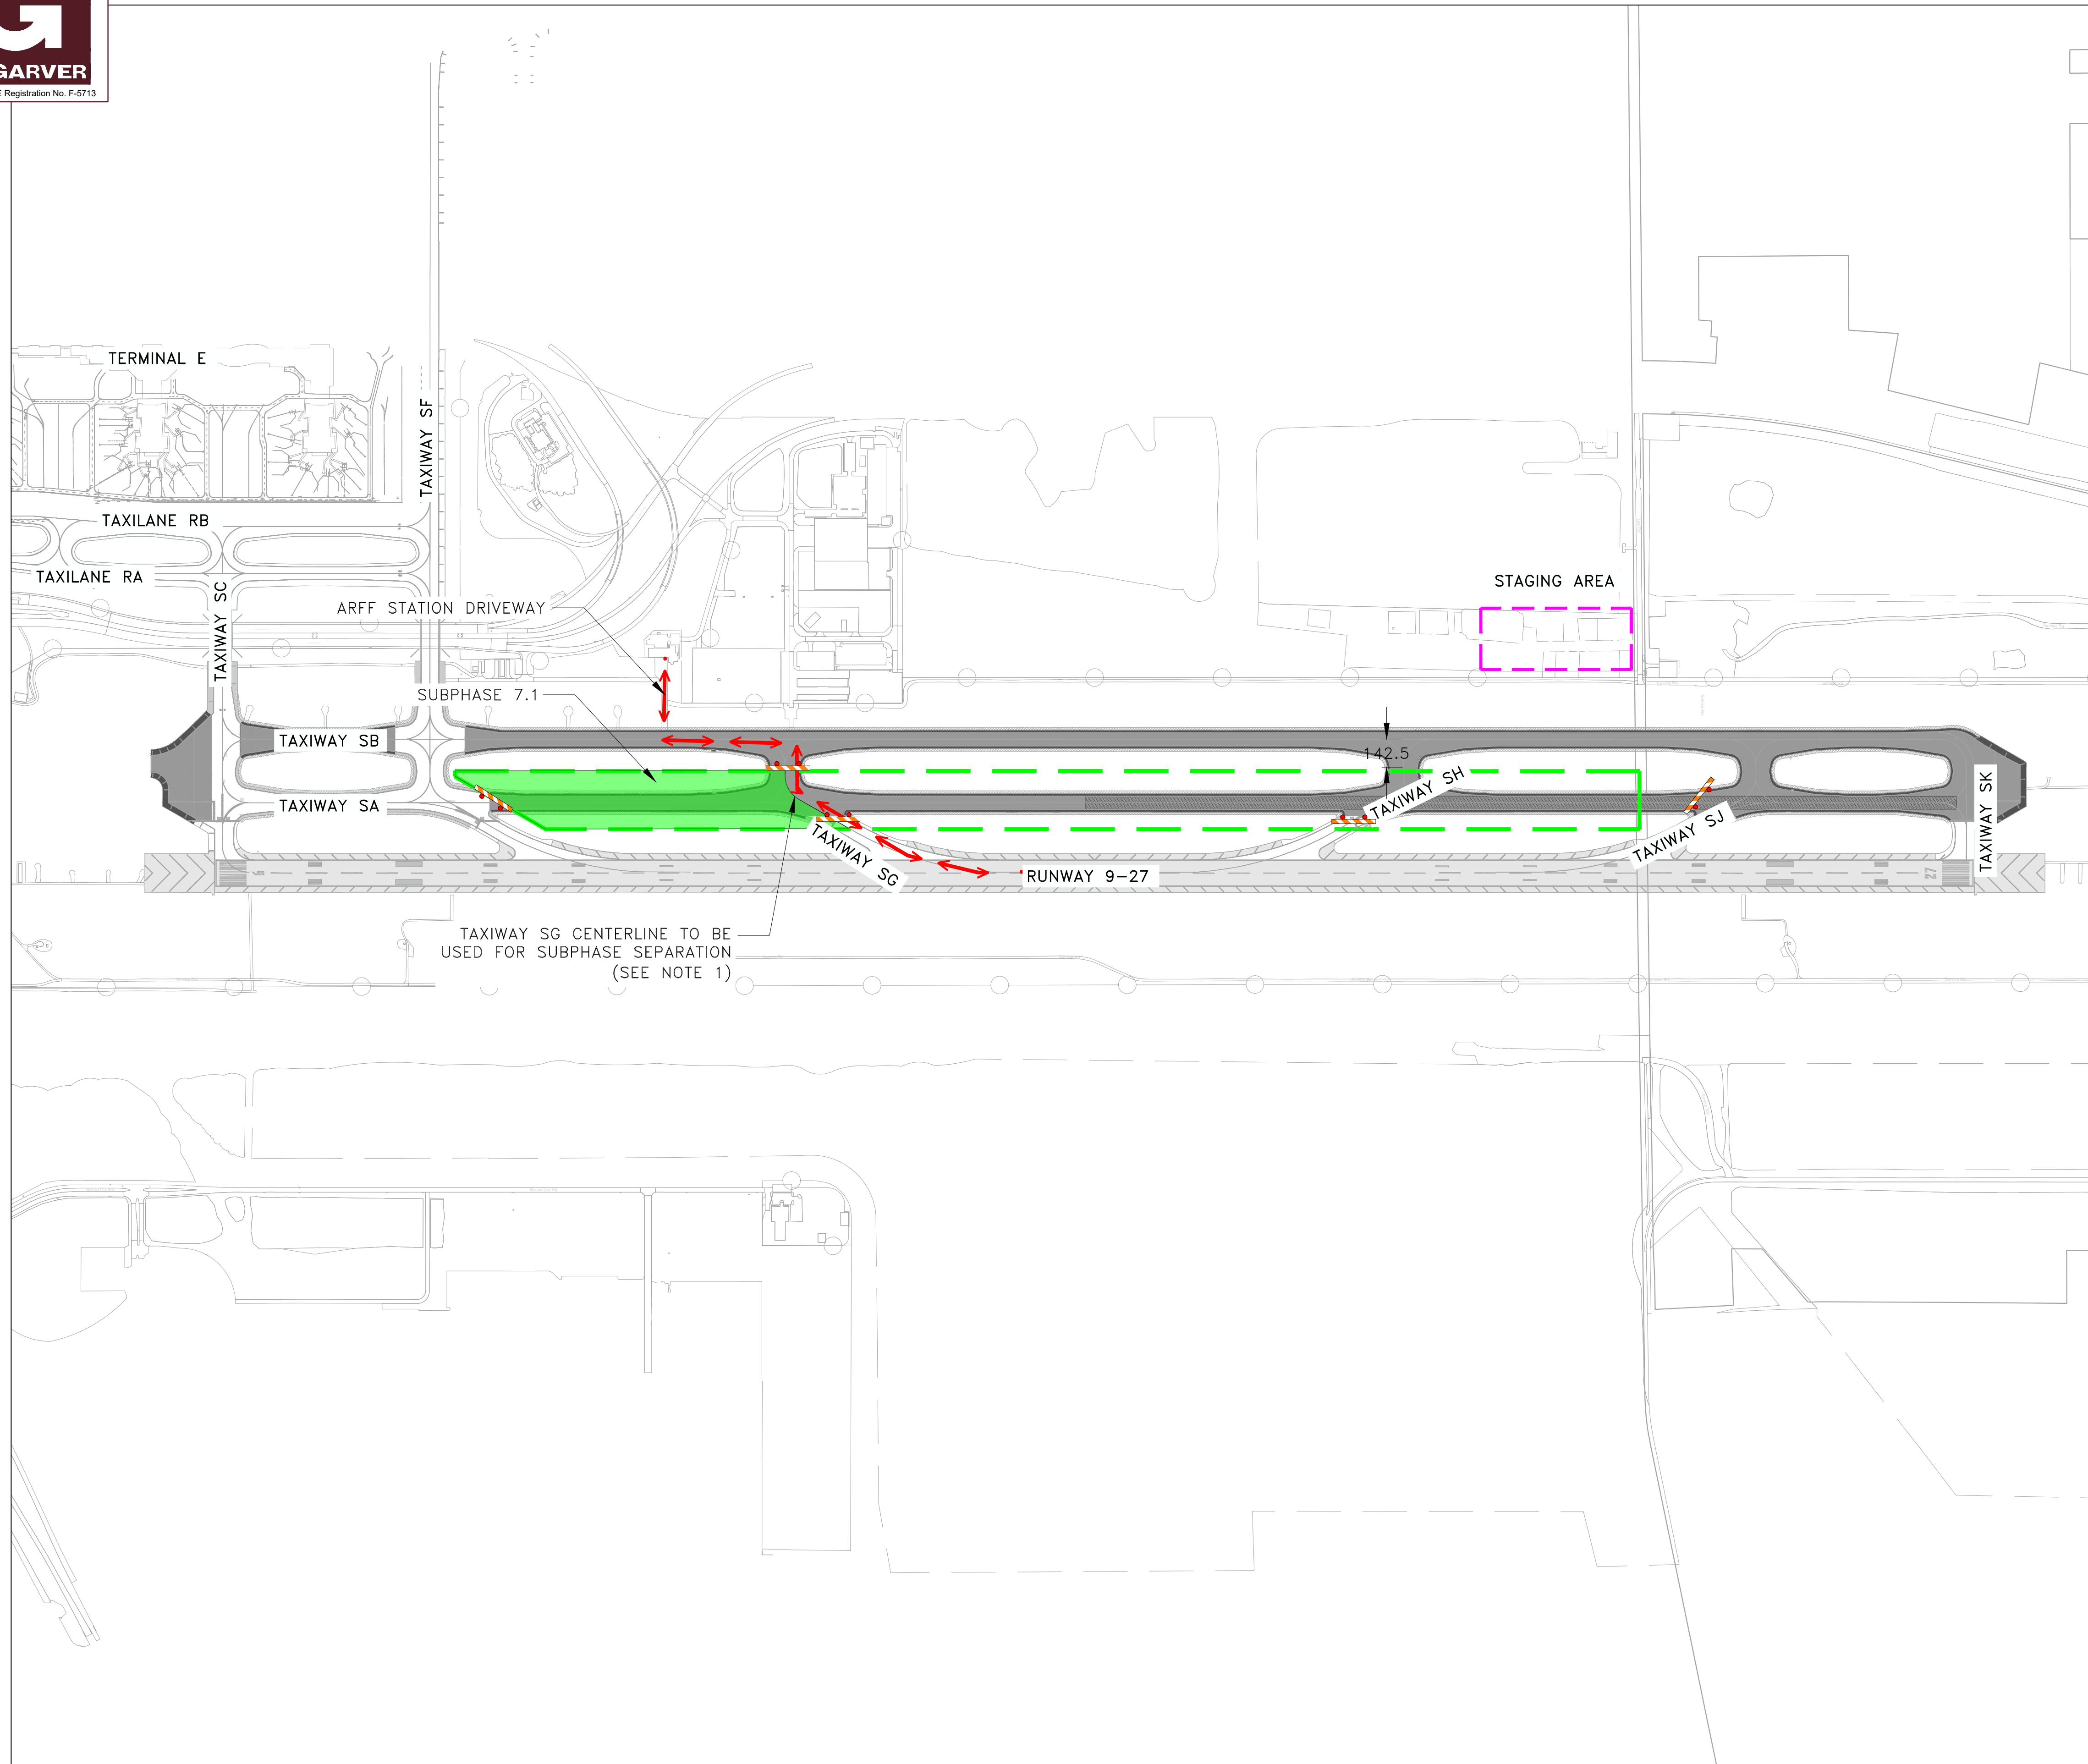 GARVER
E Registration No. F-5713
TERMINAL E
TAXIWAY SF
TAXILANE RB
TAXILANE RA
TAXIWAY SC
STAGING AREA
ARFF STATION DRIVEWAY
SUBPHASE 7.1
TAXIWAY SB
142.5
TAXIWAY SH
TAXIWAY SA
TAXIWAY SG
TAXIWAY SJ
TAXIWAY SK
RUNWAY 9-27
27
TAXIWAY SG CENTERLINE TO BE
USED FOR SUBPHASE SEPARATION
(SEE NOTE 1)